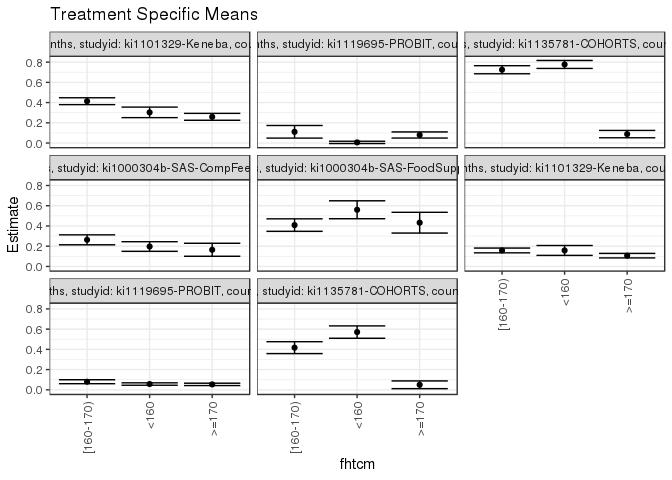 Treatment Specific Means
nths, studyid: ki1101329-Keneba, cou
nths, studyid: ki1119695-PROBIT, cou
s, studyid: ki1135781-COHORTS, count
0.8
0.6
0.4
0.2
0.0
s, studyid: ki1000304b-SAS-CompFee
studyid: ki1000304b-SAS-FoodSupp
nths, studyid: ki1101329-Keneba, cou
0.8
0.6
0.4
0.2
0.0
Estimate
ths, studyid: ki1119695-PROBIT, coun
studyid: ki1135781-COHORTS, count
0.8
0.6
0.4
0.2
0.0
[160-170)
<160
>=170
[160-170)
<160
>=170
[160-170)
<160
>=170
fhtcm